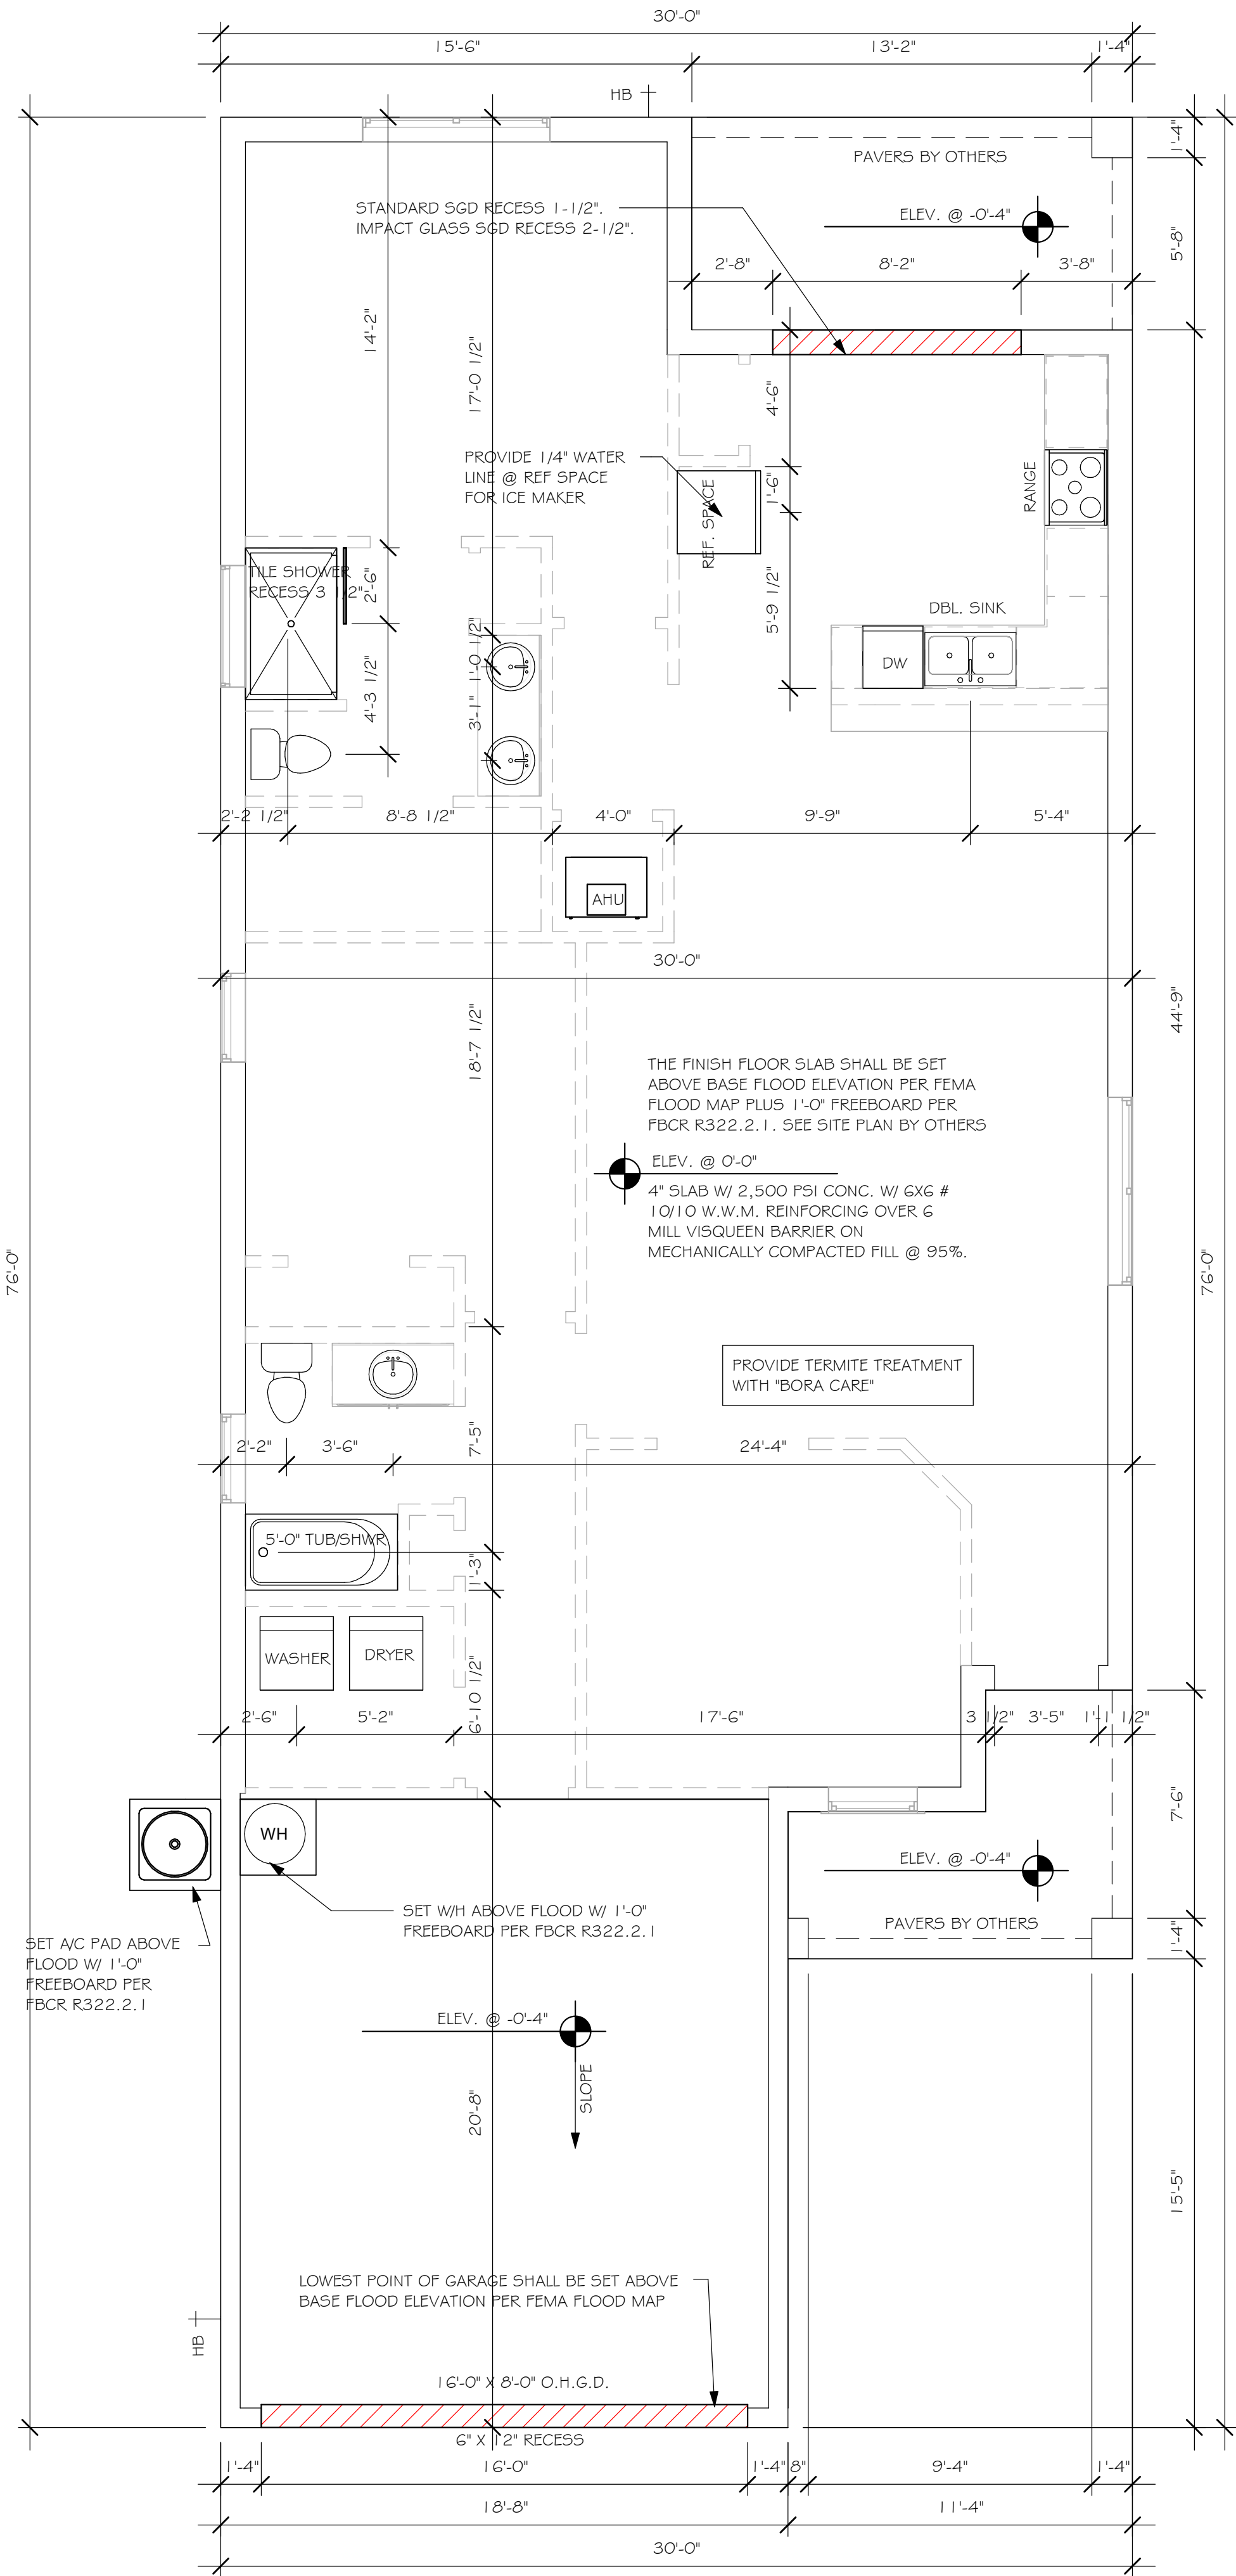 30'-0"
15'-6"
13'-2"
1'-4"
HB
1'-4"
PAVERS BY OTHERS
STANDARD SGD RECESS 1-1/2".
IMPACT GLASS SGD RECESS 2-1/2".
ELEV. @ -0'-4"
5'-8"
2'-8"
8'-2"
3'-8"
14'-2"
17'-0 1/2"
4'-6"
PROVIDE 1/4" WATER
LINE @ REF SPACE
FOR ICE MAKER
REF. SPACE
1'-6"
RANGE
TILE SHOWER
RECESS 3 1/2"
2'-6"
5'-9 1/2"
DBL. SINK
DW
1'-0 1/2"
4'-3 1/2"
3'-1"
2'-2 1/2"
8'-8 1/2"
4'-0"
9'-9"
5'-4"
AHU
30'-0"
44'-9"
18'-7 1/2"
THE FINISH FLOOR SLAB SHALL BE SET
ABOVE BASE FLOOD ELEVATION PER FEMA
FLOOD MAP PLUS 1'-0" FREEBOARD PER
FBCR R322.2.1. SEE SITE PLAN BY OTHERS
ELEV. @ 0'-0"
4" SLAB W/ 2,500 PSI CONC. W/ 6X6 #
10/10 W.W.M. REINFORCING OVER 6
MILL VISQUEEN BARRIER ON
MECHANICALLY COMPACTED FILL @ 95%.
76'-0"
76'-0"
PROVIDE TERMITE TREATMENT
WITH "BORA CARE"
2'-2"
3'-6"
7'-5"
24'-4"
5'-0" TUB/SHWR
1'-3"
WASHER
DRYER
6'-10 1/2"
2'-6"
5'-2"
17'-6"
3 1/2"
3'-5"
1'-1 1/2"
7'-6"
WH
ELEV. @ -0'-4"
SET W/H ABOVE FLOOD W/ 1'-0"
FREEBOARD PER FBCR R322.2.1
PAVERS BY OTHERS
1'-4"
SET A/C PAD ABOVE
FLOOD W/ 1'-0"
FREEBOARD PER
FBCR R322.2.1
ELEV. @ -0'-4"
SLOPE
20'-8"
15'-5"
LOWEST POINT OF GARAGE SHALL BE SET ABOVE
BASE FLOOD ELEVATION PER FEMA FLOOD MAP
HB
16'-0" X 8'-0" O.H.G.D.
6" X 12" RECESS
1'-4"
16'-0"
1'-4"
8"
9'-4"
1'-4"
18'-8"
11'-4"
30'-0"